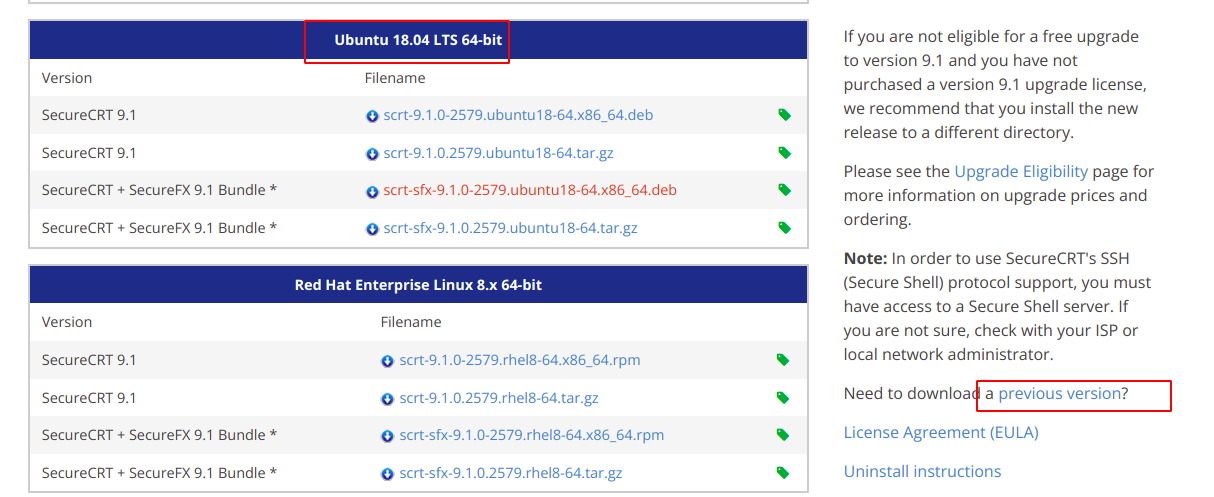 Ubuntu 18.04 LTS 64-bit
Version Filename
SecureCRT 9.1 scrt-9.1.0-2579.ubuntu18-64.x86_64.deb
SecureCRT 9.1 scrt-9.1.0.2579.ubuntu18-64.tar.gz
SecureCRT + SecureFX 9.1 Bundle * scrt-sfx-9.1.0-2579.ubuntu18-64.x86_64.deb
SecureCRT + SecureFX 9.1 Bundle * scrt-sfx-9.1.0.2579.ubuntu18-64.tar.gz
Red Hat Enterprise Linux 8.x 64-bit
Version Filename
SecureCRT 9.1 scrt-9.1.0-2579.rhel8-64.x86_64.rpm
SecureCRT 9.1 scrt-9.1.0.2579.rhel8-64.tar.gz
SecureCRT + SecureFX 9.1 Bundle * scrt-sfx-9.1.0-2579.rhel8-64.x86_64.rpm
SecureCRT + SecureFX 9.1 Bundle * scrt-sfx-9.1.0.2579.rhel8-64.tar.gz
If you are not eligible for a free upgrade
to version 9.1 and you have not
purchased a version 9.1 upgrade license,
we recommend that you install the new
release to a different directory.
Please see the Upgrade Eligibility page for
more information on upgrade prices and
ordering.
Note: In order to use SecureCRT's SSH
(Secure Shell) protocol support, you must
have access to a Secure Shell server. If
you are not sure, check with your ISP or
local network administrator.
Need to download a previous version?
License Agreement (EULA)
Uninstall instructions